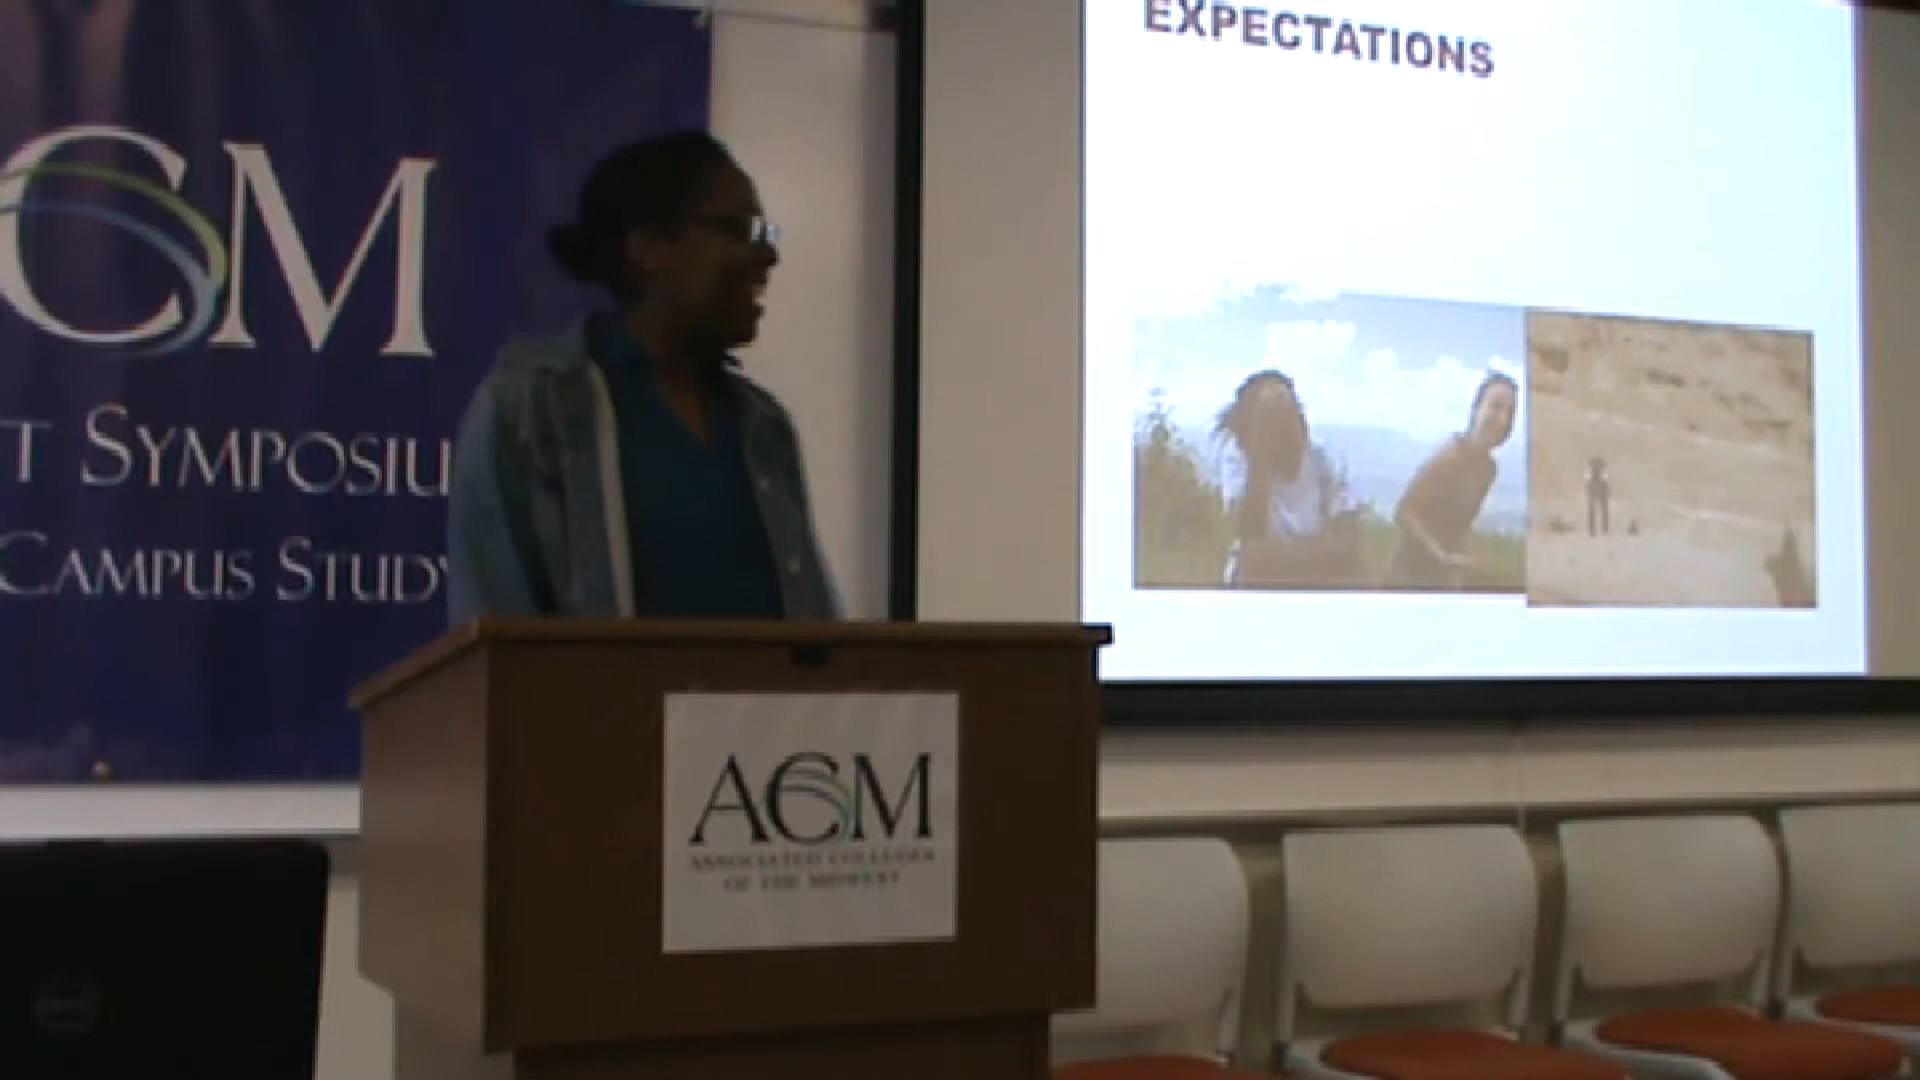 EXPECTATIONS
ACM
T SYMPOSIU
CAMPUS STUDY
ACM
ASSOCIATED COLLEGES
OF THE MIDWEST